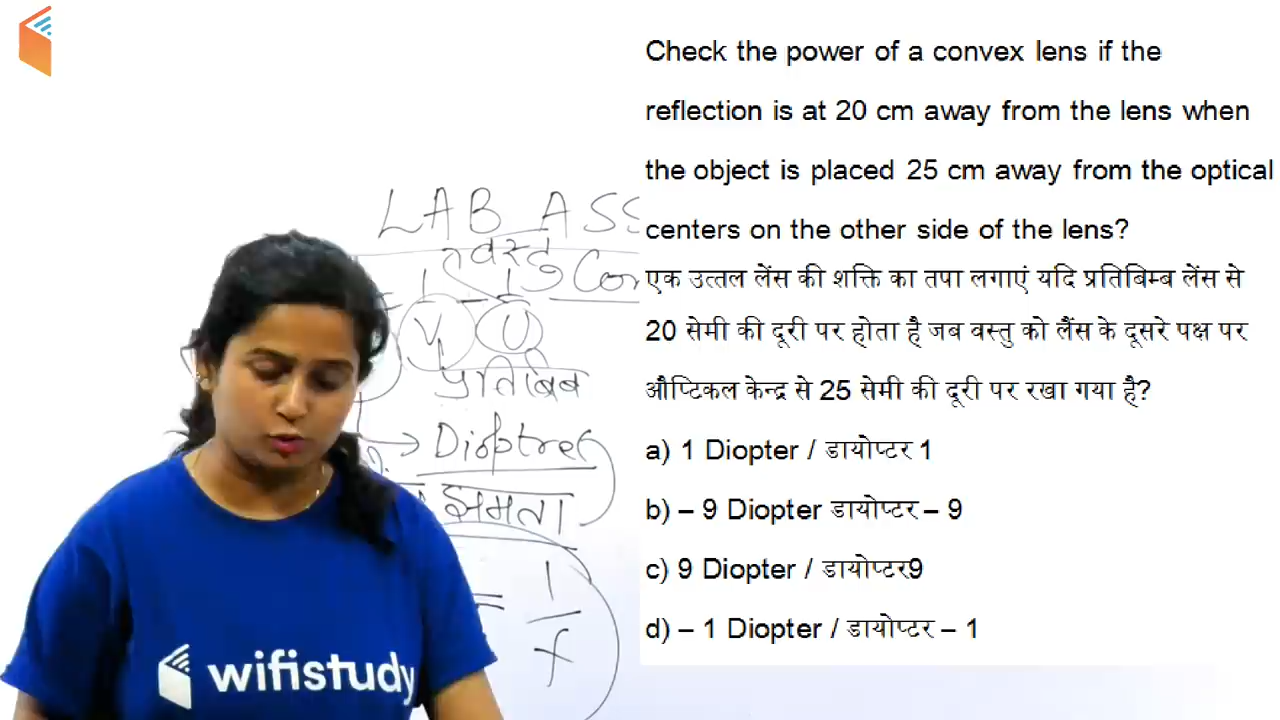 Check the power of a convex lens if the
reflection is at 20 cm away from the lens when
the object is placed 25 cm away from the optical
centers on the other side of the lens?
एक उत्तल लेंस की शक्ति का तपा लगाएं यदि प्रतिबिम्ब लेंस से
20 सेमी की दूरी पर होता है जब वस्तु को लैंस के दूसरे पक्ष पर
औप्टिकल केन्द्र से 25 सेमी की दूरी पर रखा गया है?
a) 1 Diopter / डायोप्टर 1
b) – 9 Diopter डायोप्टर – 9
c) 9 Diopter / डायोप्टर9
d) – 1 Diopter / डायोप्टर – 1
LAB ASS
वस्तु Con
V U
प्रतिबिंब
→ Dioptre
क्षमता
= 1
f
wifistudy